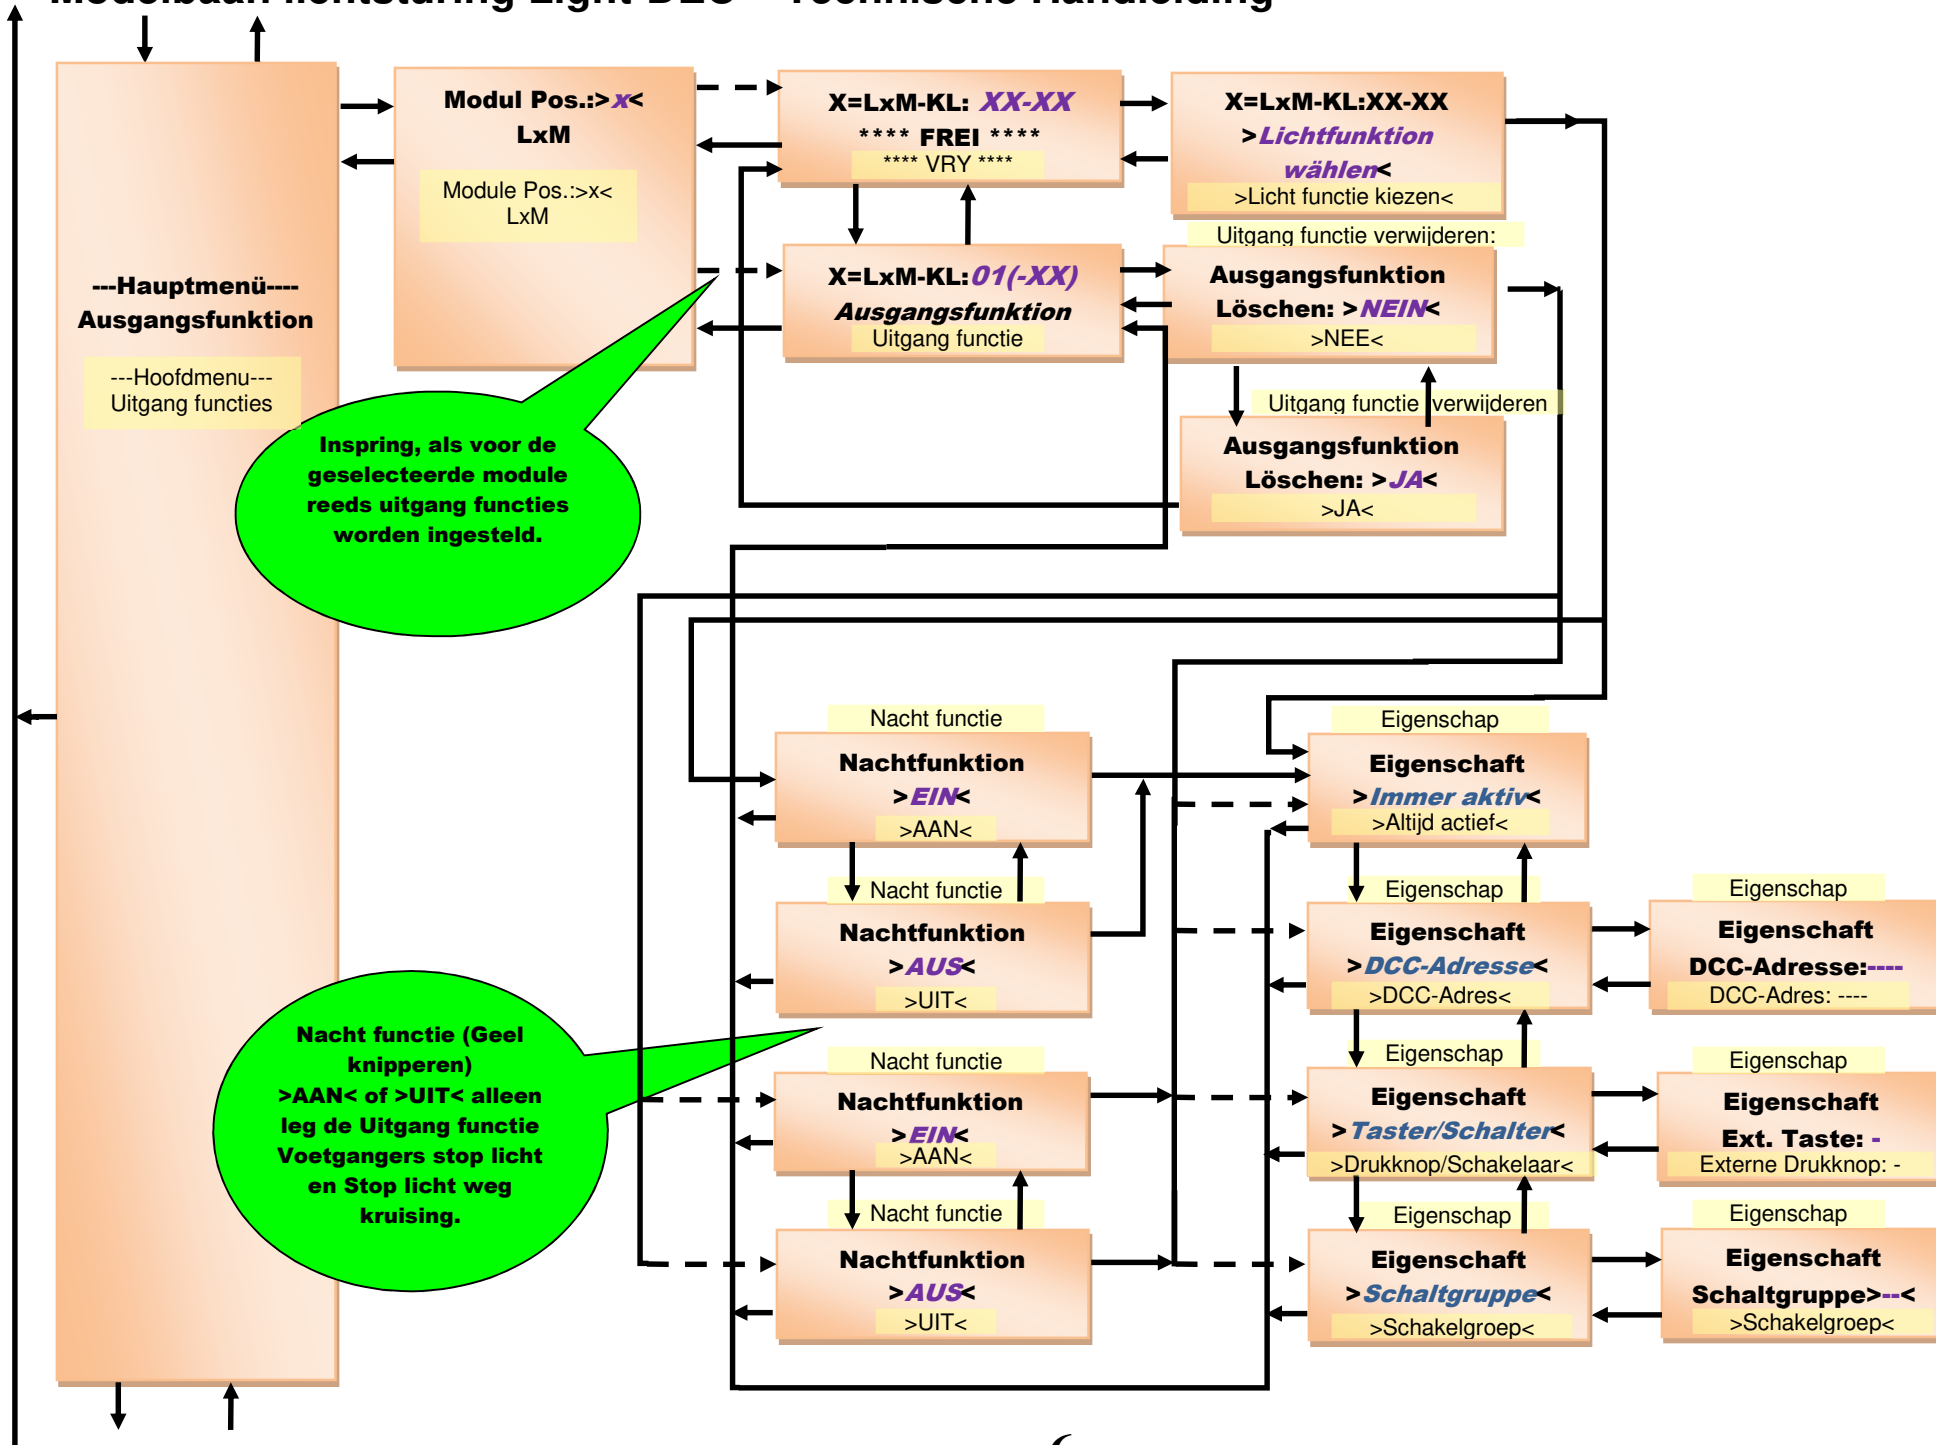 ---Hauptmenü----
Ausgangsfunktion
---Hoofdmenu---
Uitgang functies
Modul Pos.:>x<
LxM
Module Pos.:>x<
LxM
X=LxM-KL: XX-XX
**** FREI ****
**** VRY ****
X=LxM-KL:XX-XX
>Lichtfunktion
wählen<
>Licht functie kiezen<
X=LxM-KL:01(-XX)
Ausgangsfunktion
Uitgang functie
Uitgang functie verwijderen:
Ausgangsfunktion
Löschen: >NEIN<
>NEE<
Uitgang functie verwijderen
Ausgangsfunktion
Löschen: >JA<
>JA<
Inspring, als voor de
geselecteerde module
reeds uitgang functies
worden ingesteld.
Nacht functie
Nachtfunktion
>EIN<
>AAN<
Nacht functie
Nachtfunktion
>AUS<
>UIT<
Nacht functie
Nachtfunktion
>EIN<
>AAN<
Nacht functie
Nachtfunktion
>AUS<
>UIT<
Nacht functie (Geel
knipperen)
>AAN< of >UIT< alleen
leg de Uitgang functie
Voetgangers stop licht
en Stop licht weg
kruising.
Eigenschap
Eigenschaft
>Immer aktiv<
>Altijd actief<
Eigenschap
Eigenschaft
>DCC-Adresse<
>DCC-Adres<
Eigenschap
Eigenschaft
DCC-Adresse:----
DCC-Adres: ----
Eigenschap
Eigenschaft
>Taster/Schalter<
>Drukknop/Schakelaar<
Eigenschap
Eigenschaft
Ext. Taste: -
Externe Drukknop: -
Eigenschap
Eigenschaft
>Schaltgruppe<
>Schakelgroep<
Eigenschap
Eigenschaft
Schaltgruppe>--<
>Schakelgroep<